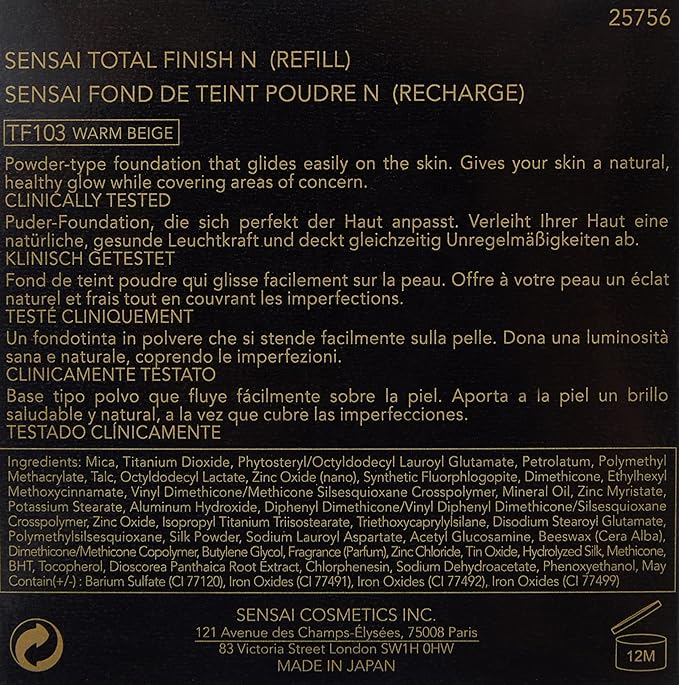 25756
SENSAI TOTAL FINISH N (REFILL)
SENSAI FOND DE TEINT POUDRE N (RECHARGE)
TF103 WARM BEIGE
Powder-type foundation that glides easily on the skin. Gives your skin a natural,
healthy glow while covering areas of concern.
CLINICALLY TESTED
Puder-Foundation, die sich perfekt der Haut anpasst. Verleiht Ihrer Haut eine
natürliche, gesunde Leuchtkraft und deckt gleichzeitig Unregelmäßigkeiten ab.
KLINISCH GETESTET
Fond de teint poudre qui glisse facilement sur la peau. Offre à votre peau un éclat
naturel et frais tout en couvrant les imperfections.
TESTÉ CLINIQUEMENT
Un fondotinta in polvere che si stende facilmente sulla pelle. Dona una luminosità
sana e naturale, coprendo le imperfezioni.
CLINICAMENTE TESTATO
Base tipo polvo que fluye fácilmente sobre la piel. Aporta a la piel un brillo
saludable y natural, a la vez que cubre las imperfecciones.
TESTADO CLÍNICAMENTE
Ingredients: Mica, Titanium Dioxide, Phytosteryl/Octyldodecyl Lauroyl Glutamate, Petrolatum, Polymethyl
Methacrylate, Talc, Octyldodecyl Lactate, Zinc Oxide (nano), Synthetic Fluorphlogopite, Dimethicone, Ethylhexyl
Methoxycinnamate, Vinyl Dimethicone/Methicone Silsesquioxane Crosspolymer, Mineral Oil, Zinc Myristate,
Potassium Stearate, Aluminum Hydroxide, Diphenyl Dimethicone/Vinyl Diphenyl Dimethicone/Silsesquioxane
Crosspolymer, Zinc Oxide, Isopropyl Titanium Triisostearate, Triethoxycaprylylsilane, Disodium Stearoyl Glutamate,
Polymethylsilsesquioxane, Silk Powder, Sodium Lauroyl Aspartate, Acetyl Glucosamine, Beeswax (Cera Alba),
Dimethicone/Methicone Copolymer, Butylene Glycol, Fragrance (Parfum), Zinc Chloride, Tin Oxide, Hydrolyzed Silk, Methicone,
BHT, Tocopherol, Dioscorea Panthaica Root Extract, Chlorphenesin, Sodium Dehydroacetate, Phenoxyethanol, May
Contain(+/-) : Barium Sulfate (CI 77120), Iron Oxides (CI 77491), Iron Oxides (CI 77492), Iron Oxides (CI 77499)
SENSAI COSMETICS INC.
121 Avenue des Champs-Élysées, 75008 Paris
83 Victoria Street London SW1H 0HW
MADE IN JAPAN
12M